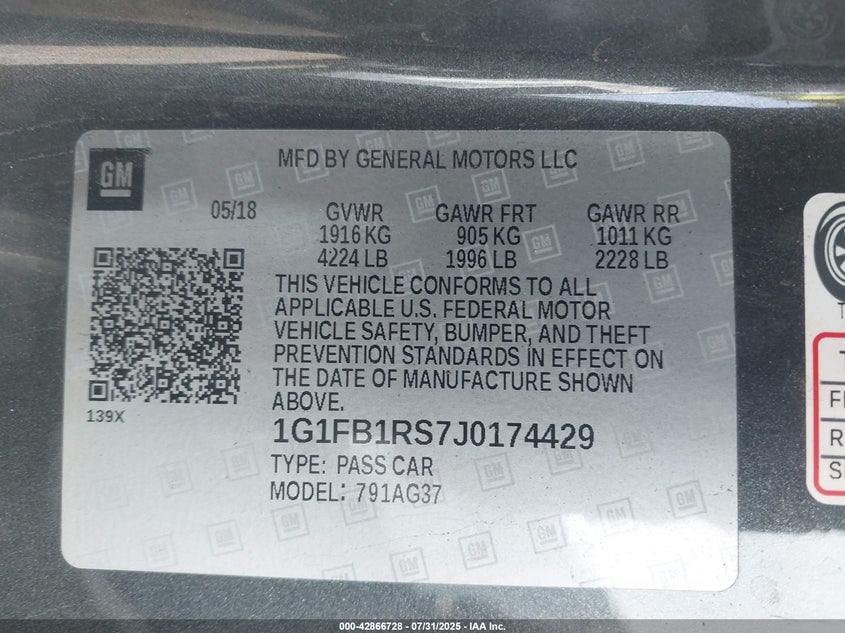 GM
MFD BY GENERAL MOTORS LLC
05/18
GVWR GAWR FRT GAWR RR
1916 KG 905 KG 1011 KG
4224 LB 1996 LB 2228 LB
THIS VEHICLE CONFORMS TO ALL
APPLICABLE U.S. FEDERAL MOTOR
VEHICLE SAFETY, BUMPER, AND THEFT
PREVENTION STANDARDS IN EFFECT ON
THE DATE OF MANUFACTURE SHOWN
ABOVE.
139X
1G1FB1RS7J0174429
TYPE: PASS CAR
MODEL: 791AG37
000-42866728 | 07/31/2025 | IAA Inc.